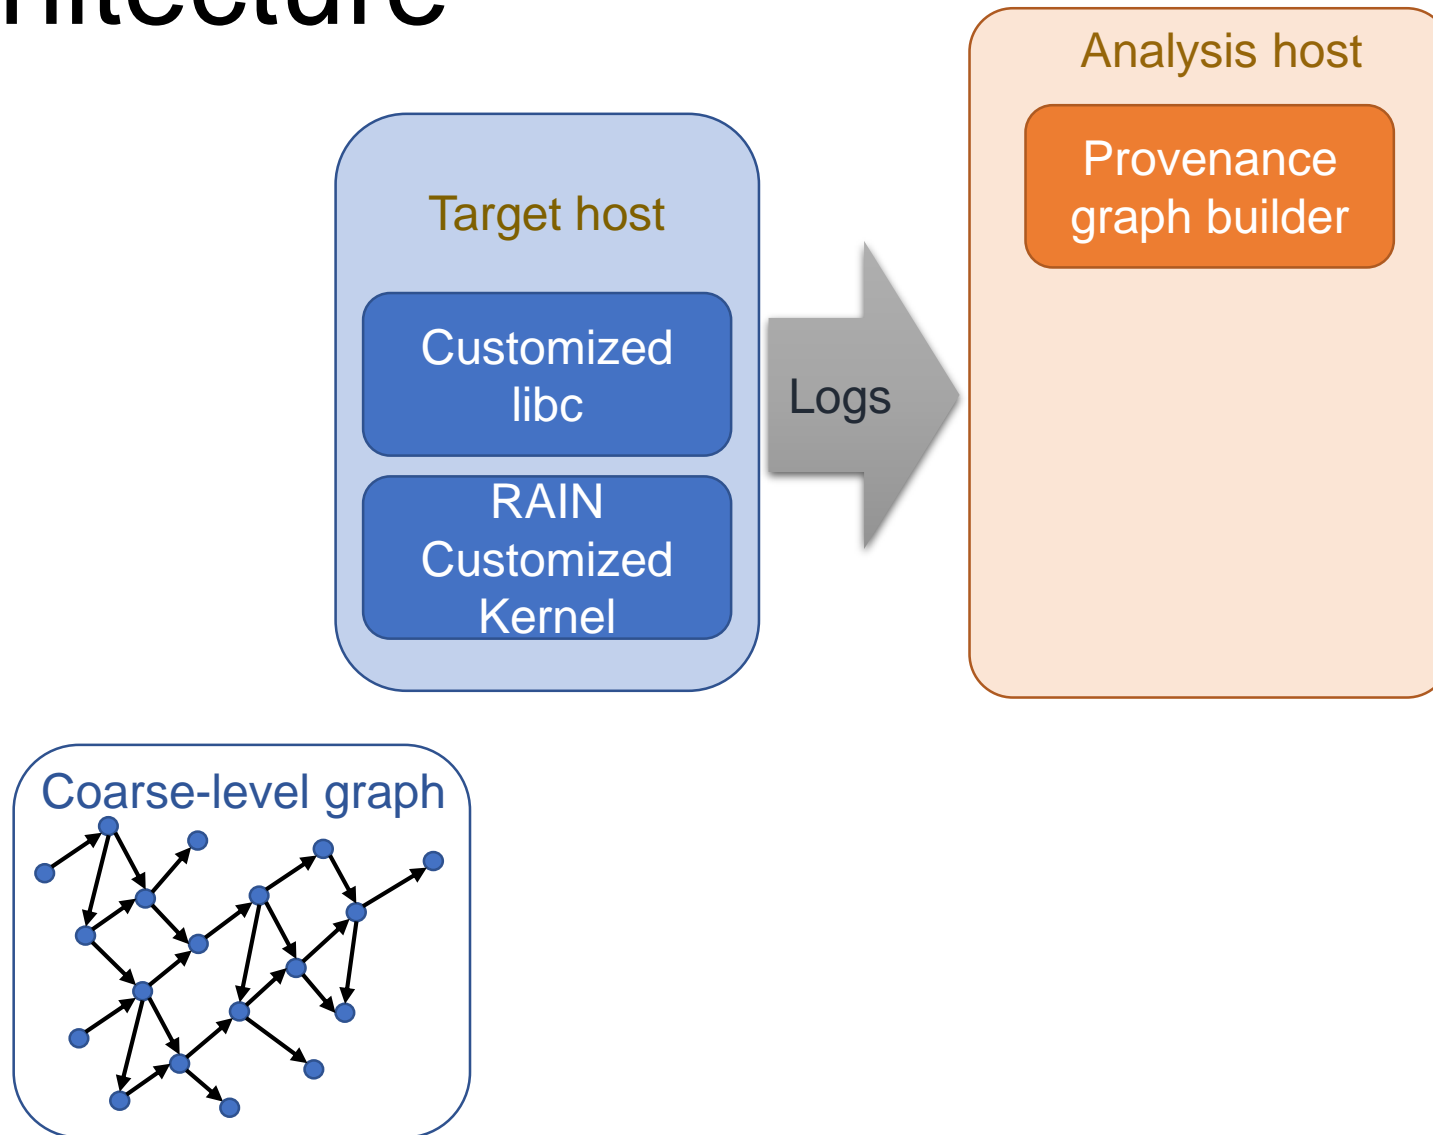 Analysis host
Provenance
graph builder
Target host
Customized
libc
Logs
RAIN
Customized
Kernel
Coarse-level graph